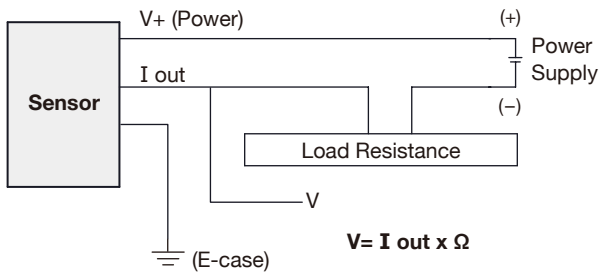 V+ (Power)
(+)
Power
Supply
I out
(–)
Sensor
Load Resistance
V
V= I out x Ω
(E-case)